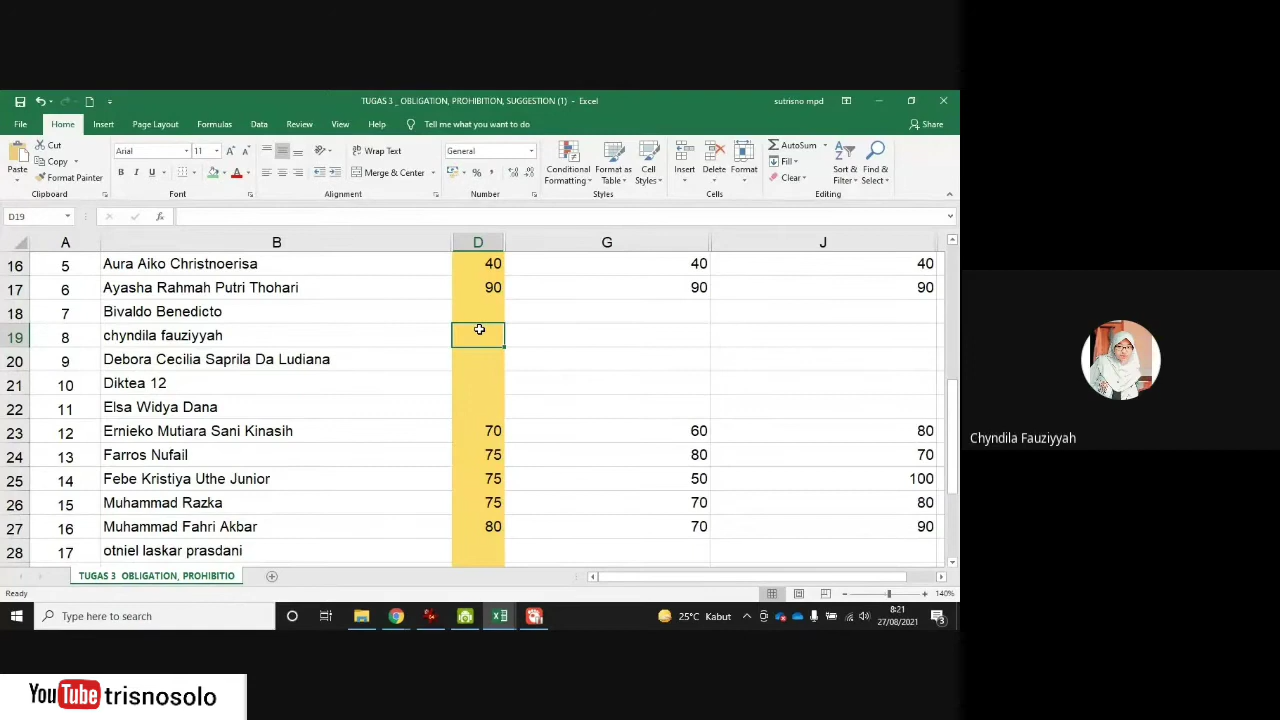 TUGAS 3 _ OBLIGATION, PROHIBITION, SUGGESTION (1) - Excel
sutrisno mpd
File Home Insert Page Layout Formulas Data Review View Help Tell me what you want to do Share
Paste
Cut
Copy
Format Painter
Clipboard
Arial 11
B I U A
Font
Wrap Text
Merge & Center
Alignment
General
%
Number
Conditional Formatting
Format as Table
Cell Styles
Styles
Insert Delete Format
Cells
AutoSum
Fill
Clear
Sort & Filter
Find & Select
Editing
D19 fx
A B D G J
16 5 Aura Aiko Christnoerisa 40 40 40
17 6 Ayasha Rahmah Putri Thohari 90 90 90
18 7 Bivaldo Benedicto
19 8 chyndila fauziyyah
20 9 Debora Cecilia Saprila Da Ludiana
21 10 Diktea 12
22 11 Elsa Widya Dana
23 12 Ernieko Mutiara Sani Kinasih 70 60 80
24 13 Farros Nufail 75 80 70
25 14 Febe Kristiya Uthe Junior 75 50 100
26 15 Muhammad Razka 75 70 80
27 16 Muhammad Fahri Akbar 80 70 90
28 17 otniel laskar prasdani
TUGAS 3 OBLIGATION, PROHIBITIO
Ready
140%
Type here to search
25°C Kabut
8:21
27/08/2021
3
Chyndila Fauziyyah
YouTube trisnosolo